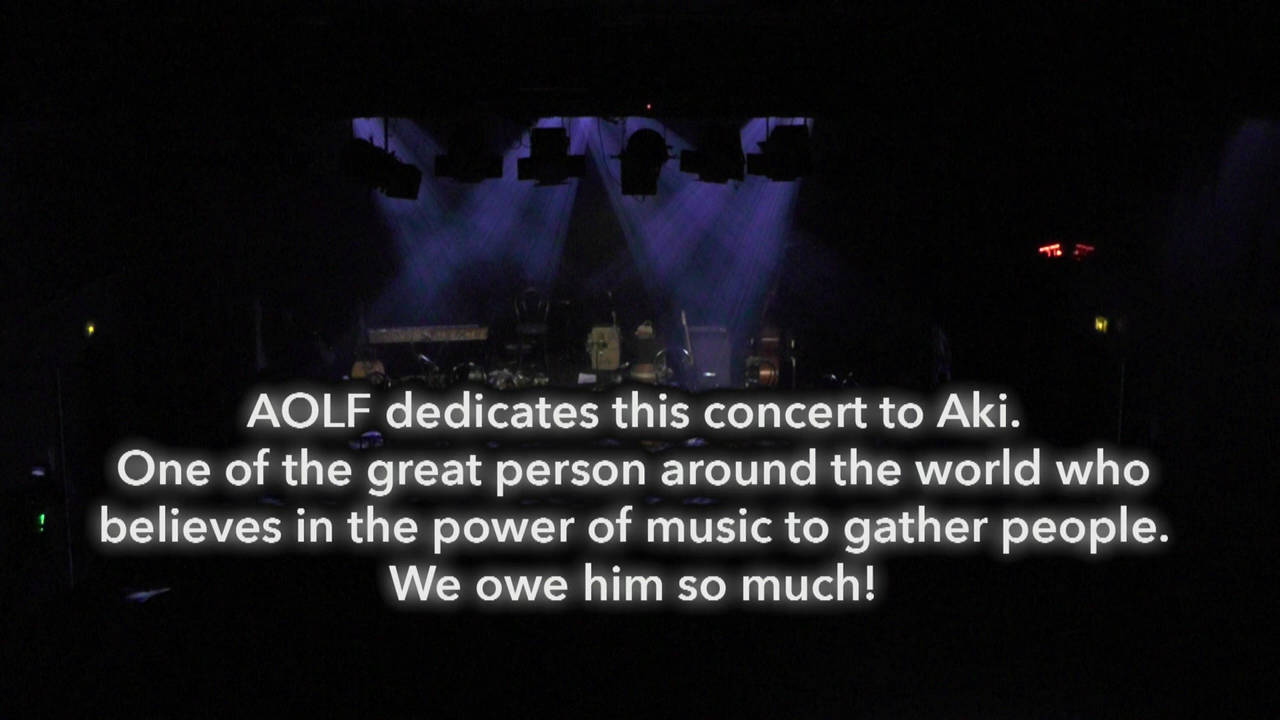 AOLF dedicates this concert to Aki.
One of the great person around the world who
believes in the power of music to gather people.
We owe him so much!